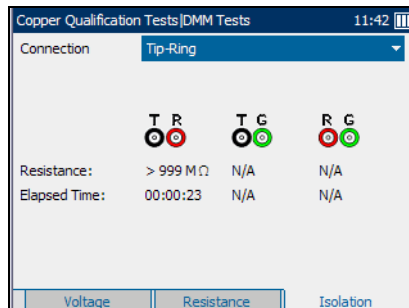 Copper Qualification Tests|DMM Tests 11:42
Connection Tip-Ring
T R T G R G
Resistance: > 999 M Ω N/A N/A
Elapsed Time: 00:00:23 N/A N/A
Voltage Resistance Isolation